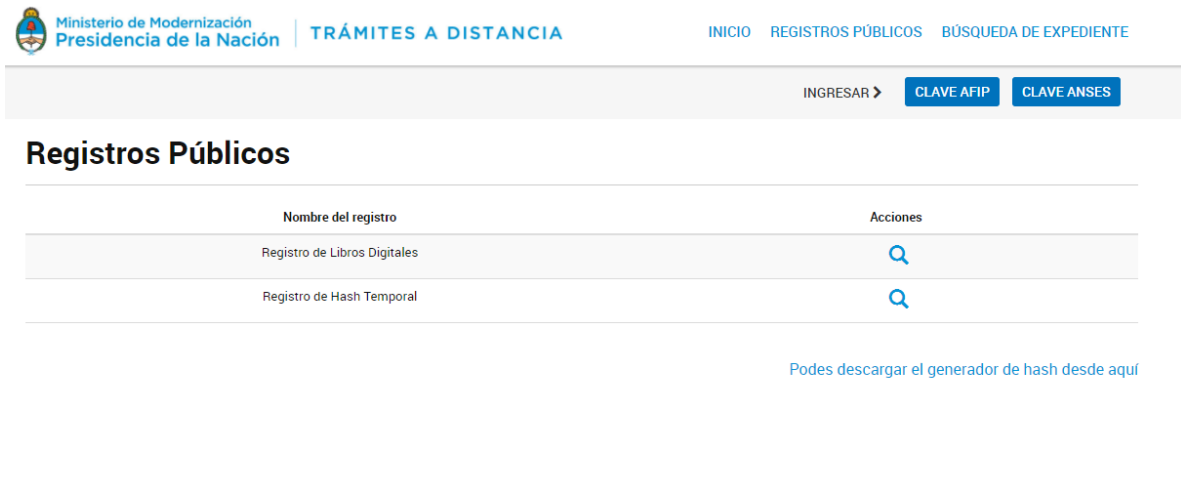 Ministerio de Modernización
Presidencia de la Nación
TRÁMITES A DISTANCIA
INICIO REGISTROS PÚBLICOS BÚSQUEDA DE EXPEDIENTE
INGRESAR CLAVE AFIP CLAVE ANSES
Registros Públicos
Nombre del registro Acciones
Registro de Libros Digitales
Registro de Hash Temporal
Podes descargar el generador de hash desde aquí